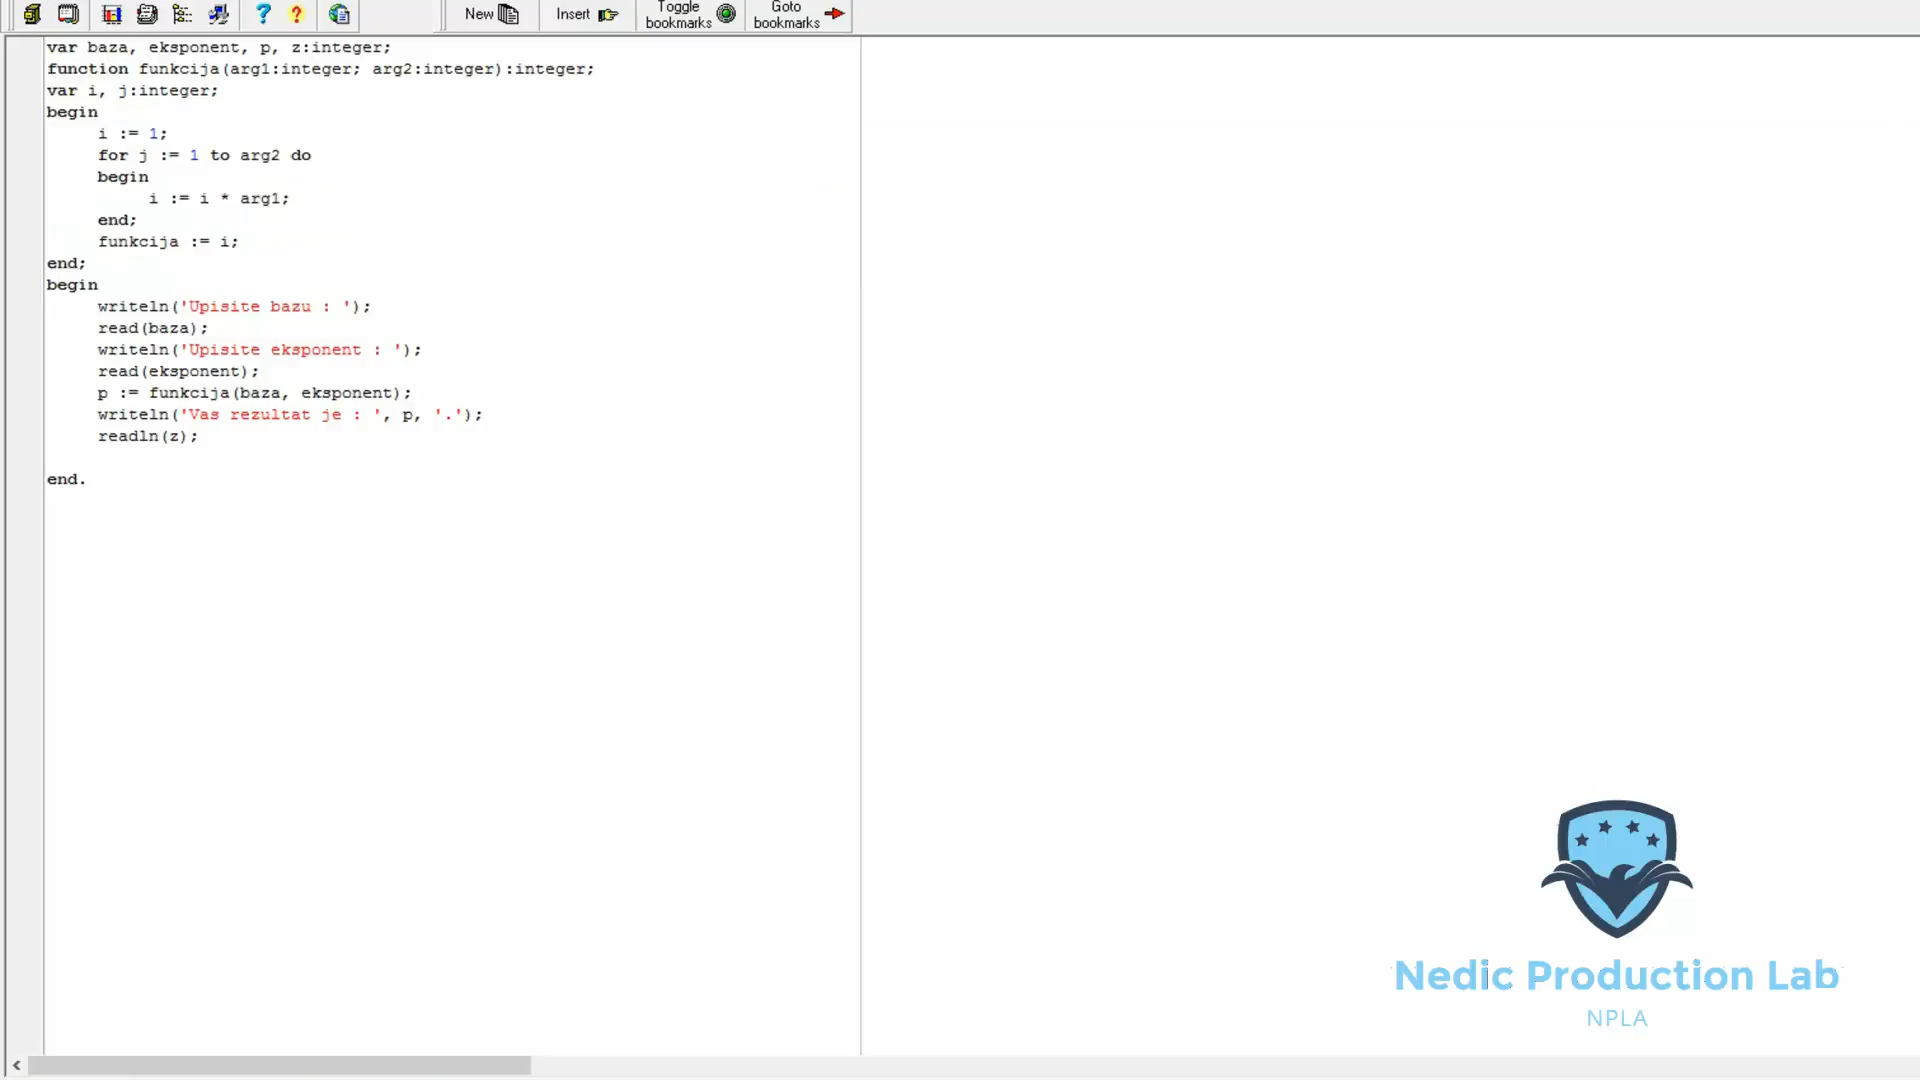 New Insert Toggle bookmarks Goto bookmarks
var baza, eksponent, p, z:integer;
function funkcija(arg1:integer; arg2:integer):integer;
var i, j:integer;
begin
i := 1;
for j := 1 to arg2 do
begin
i := i * arg1;
end;
funkcija := i;
end;
begin
writeln('Upisite bazu : ');
read(baza);
writeln('Upisite eksponent : ');
read(eksponent);
p := funkcija(baza, eksponent);
writeln('Vas rezultat je : ', p, '.');
readln(z);
end.
Nedic Production Lab
NPLA